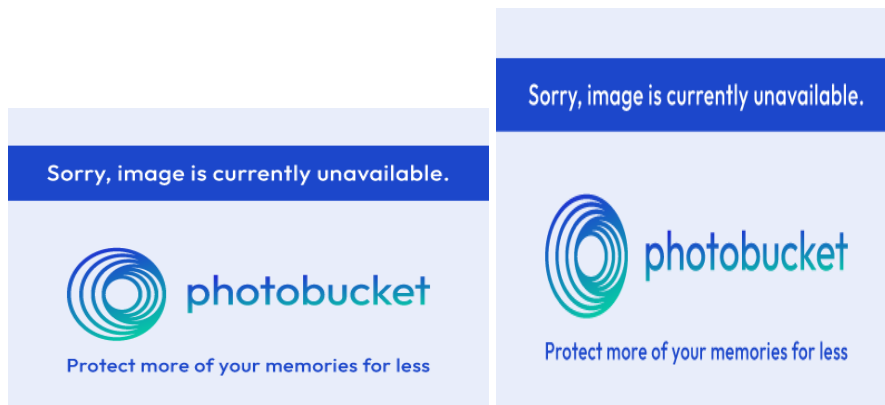 Sorry, image is currently unavailable.
photobucket
Protect more of your memories for less
Sorry, image is currently unavailable.
photobucket
Protect more of your memories for less